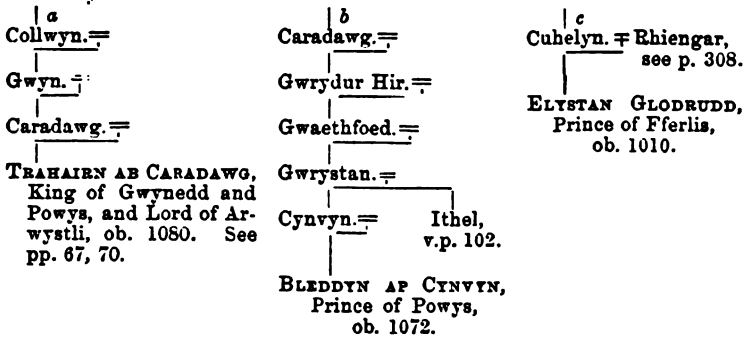 a
Collwyn.=
Gwyn.=
Caradawg.=
TRAHAIRN AB CARADAWG,
King of Gwynedd and
Powys, and Lord of Ar-
wystli, ob. 1080. See
pp. 67, 70.
b
Caradawg.=
Gwrydur Hir.=
Gwaethfoed.=
Gwrystan.=
Cynvyn.= Ithel,
v.p. 102.
BLEDDYN AP CYNVYN,
Prince of Powys,
ob. 1072.
c
Cuhelyn.=Rhiengar,
see p. 308.
ELYSTAN GLODRUDD,
Prince of Fferlis,
ob. 1010.